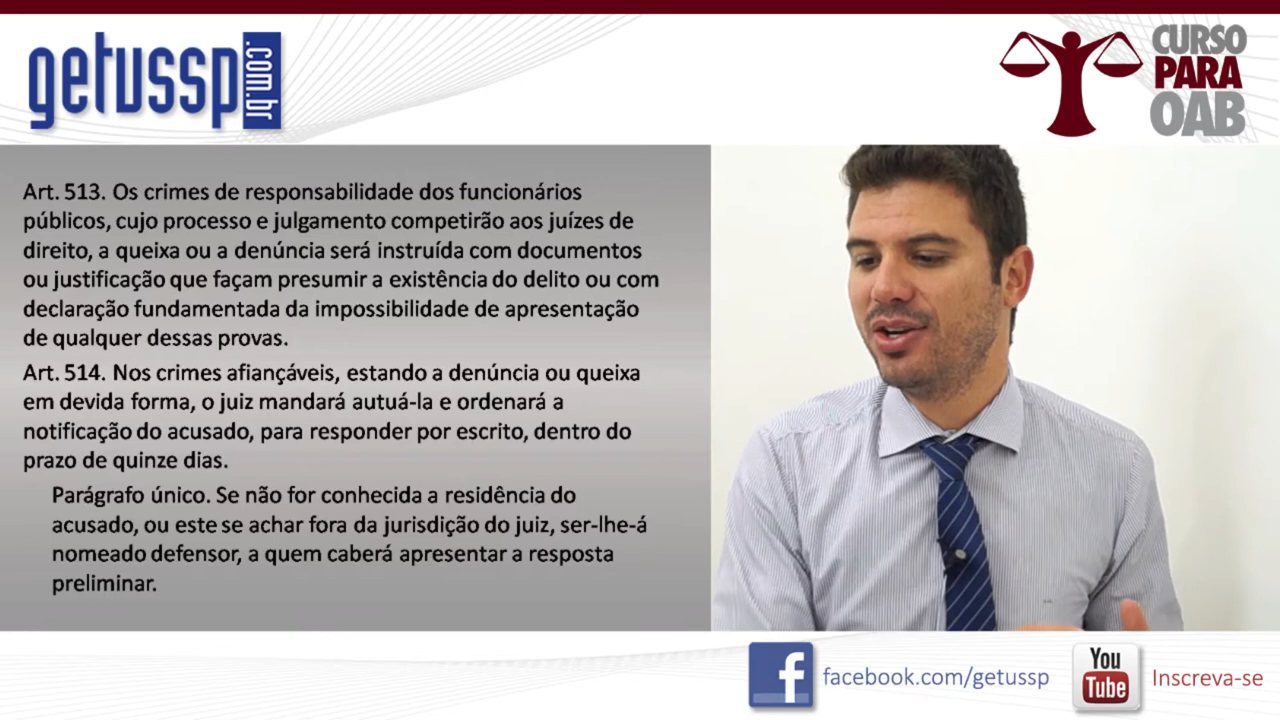 getussp.com.br
CURSO
PARA
OAB
Art. 513. Os crimes de responsabilidade dos funcionários
públicos, cujo processo e julgamento competirão aos juízes de
direito, a queixa ou a denúncia será instruída com documentos
ou justificação que façam presumir a existência do delito ou com
declaração fundamentada da impossibilidade de apresentação
de qualquer dessas provas.
Art. 514. Nos crimes afiançáveis, estando a denúncia ou queixa
em devida forma, o juiz mandará autuá-la e ordenará a
notificação do acusado, para responder por escrito, dentro do
prazo de quinze dias.
Parágrafo único. Se não for conhecida a residência do
acusado, ou este se achar fora da jurisdição do juiz, ser-lhe-á
nomeado defensor, a quem caberá apresentar a resposta
preliminar.
f facebook.com/getussp
You
Tube
Inscreva-se